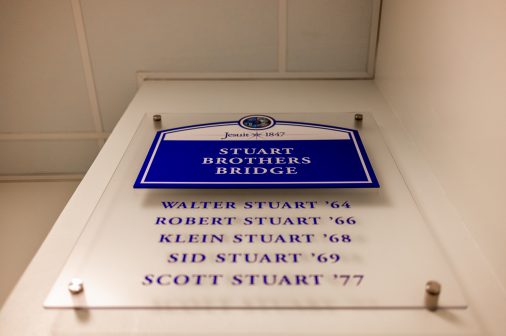 Jesuit ✶ 1847
STUART
BROTHERS
BRIDGE
WALTER STUART ’64
ROBERT STUART ’66
KLEIN STUART ’68
SID STUART ’69
SCOTT STUART ’77